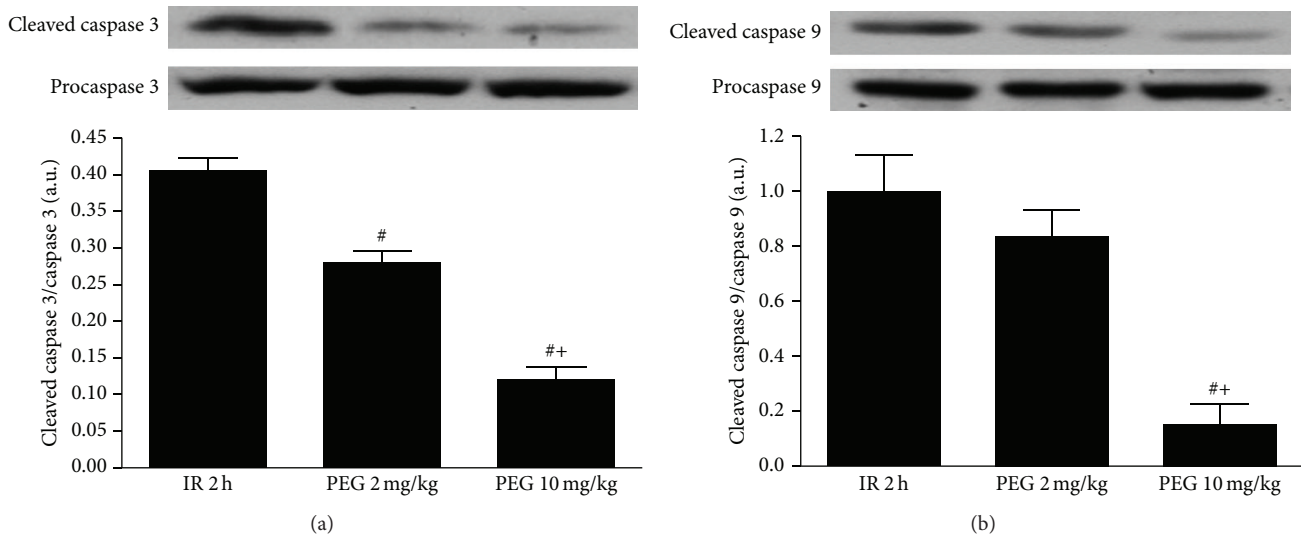 Cleaved caspase 3
Procaspase 3
Cleaved caspase 3/caspase 3 (a.u.)
0.45
0.40
0.35
0.30
0.25
0.20
0.15
0.10
0.05
0.00
#
#+
IR 2 h PEG 2 mg/kg PEG 10 mg/kg
(a)
Cleaved caspase 9
Procaspase 9
Cleaved caspase 9/caspase 9 (a.u.)
1.2
1.0
0.8
0.6
0.4
0.2
0.0
#+
IR 2 h PEG 2 mg/kg PEG 10 mg/kg
(b)